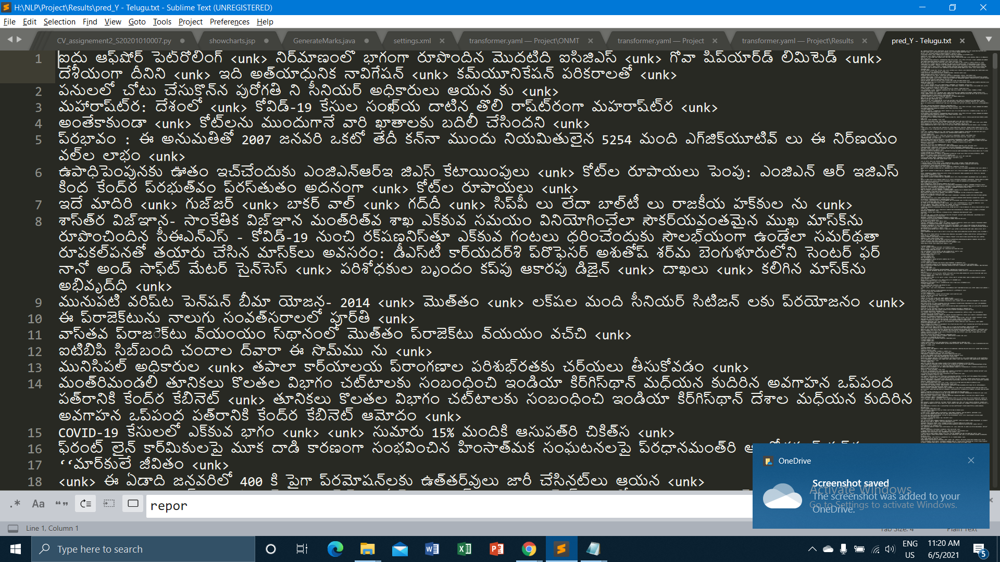 H:\NLP\Project\Results\pred_Y - Telugu.txt - Sublime Text (UNREGISTERED)
File Edit Selection Find View Goto Tools Project Preferences Help
CV_assignement2_S20201010007.py showcharts.jsp GenerateMarks.java settings.xml transformer.yaml — Project\ONMT transformer.yaml — Project transformer.yaml — Project\Results pred_Y - Telugu.txt
1 ఐదు ఆఫ్‌షోర్ పెట్‌రోలింగ్ <unk> నిర్‌మాణంలో భాగంగా రూపొందిన మొదటిది ఐసిజిఎస్ <unk> గోవా షిప్‌యార్‌డ్ లిమిటెడ్ <unk>
దేశీయంగా దీనిని <unk> ఇది అత్‌యాధునిక నావిగేషన్ <unk> కమ్‌యూనికేషన్ పరికరాలతో <unk>
2 పనులలో చోటు చేసుకొన్‌న పురోగతి ని సీనియర్ అధికారులు ఆయన కు <unk>
3 మహారాష్‌ట్‌ర: దేశంలో <unk> కోవిడ్-19 కేసుల సంఖ్‌య దాటిన తొలి రాష్‌ట్‌రంగా మహరాష్‌ట్‌ర <unk>
4 అంతేకాకుండా <unk> కోట్‌లను ముందుగానే వారి ఖాతాలకు బదిలీ చేసిందని <unk>
5 ప్‌రభావం : ఈ అనుమతితో 2007 జనవరి ఒకటో తేదీ కన్‌నా ముందు నియమితులైన 5254 మంది ఎగ్‌జిక్‌యూటివ్ లు ఈ నిర్‌ణయం
వల్‌ల లాభం <unk>
6 ఉపాధిపెంపునకు ఊతం ఇచ్‌చేందుకు ఎంజిఎన్‌ఆర్‌ఇ జిఎస్ కేటాయింపులు <unk> కోట్‌ల రూపాయలు పెంపు: ఎంజిఎన్ ఆర్ ఇజిఎస్
కింద కేంద్‌ర ప్‌రభుత్‌వం ప్‌రస్‌తుతం అదనంగా <unk> కోట్‌ల రూపాయలు <unk>
7 ఇదే మాదిరి <unk> గుజ్‌జర్ <unk> బాకర్ వాల్ <unk> గద్‌దీ <unk> సిప్‌పీ లు లేదా బాల్‌టీ లు రాజకీయ హక్‌కుల ను <unk>
8 శాస్‌త్‌ర విజ్‌ఞాన- సాంకేతిక విజ్‌ఞాన మంత్‌రిత్‌వ శాఖ ఎక్‌కువ సమయం వినియోగించేలా సౌకర్‌యవంతమైన ముఖ మాస్‌క్‌ను
రూపొంచిందిన సీఈఎన్‌ఎస్ - కోవిడ్-19 నుంచి రక్‌షణనిస్‌తూ ఎక్‌కువ గంటలు ధరించేందుకు సౌలభ్‌యంగా ఉండేలా సమర్‌థతా
రూపకల్‌పనతో తయారు చేసిన మాస్‌క్‌లు అవసరం: డీఎస్‌టీ కార్‌యదర్‌శి ప్‌రొఫెసర్ అశుతోష్ శర్‌మ బెంగుళూరులోని సెంటర్ ఫర్
నానో అండ్ సాఫ్‌ట్ మేటర్ సైన్‌సెస్ <unk> పరిశోధకుల బృందం కప్‌పు ఆకారపు డిజైన్ <unk> దాఖలు <unk> కలిగిన మాస్‌క్‌ను
అభివృద్‌ధి <unk>
9 మునుపటి వరిష్‌ట పెన్‌షన్ బీమా యోజన- 2014 <unk> మొత్‌తం <unk> లక్‌షల మంది సీనియర్ సిటిజన్ లకు ప్‌రయోజనం <unk>
10 ఈ ప్‌రాజెక్‌టును నాలుగు సంవత్‌సరాలలో పూర్‌తి <unk>
11 వాస్‌తవ ప్‌రాజెక్‌టు వ్‌యంయం స్‌థానంలో మొత్‌తం ప్‌రాజెక్‌టు వ్‌యయం వచ్‌చి <unk>
12 ఐటిబిపి సిబ్‌బంది చందాల ద్‌వారా ఈ సొమ్‌ము ను <unk>
13 మునిసిపల్ అధికారుల <unk> తపాలా కార్‌యాలయ ప్‌రాంగణాల పరిశుభ్‌రతకు చర్‌యలు తీసుకోవడం <unk>
14 మంత్‌రిమండలి తూనికలు కొలతల విభాగం చట్‌టాలకు సంబంధించి ఇండియా కిర్‌గిస్‌థాన్ మధ్‌యన కుదిరిన అవగాహన ఒప్‌పంద
పత్‌రానికి కేంద్‌ర కేబినెట్ <unk> తూనికలు కొలతల విభాగం చట్‌టాలకు సంబంధించి ఇండియా కిర్‌గిస్‌థాన్ దేశాల మధ్‌యన కుదిరిన
అవగాహన ఒప్‌పంద పత్‌రానికి కేంద్‌ర కేబినెట్ ఆమోదం <unk>
15 COVID-19 కేసులలో ఎక్‌కువ భాగం <unk> <unk> సుమారు 15% మందికి ఆసుపత్‌రి చికిత్‌స <unk>
16 ఫ్‌రంట్ లైన్ కార్‌మికులపై మూక దాడి కారణంగా సంభవించిన హింసాత్‌మక సంఘటనలపై ప్‌రధానమంత్‌రి
17 ‘‘మార్‌కులే జీవితం <unk>
18 <unk> ఈ ఏడాది జనవరిలో 400 కి పైగా ప్‌రమోషన్‌లకు ఉత్‌తర్‌వులు జారీ చేసినట్‌లు ఆయన <unk>
OneDrive
Screenshot saved
The screenshot was added to your
OneDrive.
Activate Windows
Go to Settings to activate Windows.
.* Aa “” repor
Line 1, Column 1
Tab Size: 4 Plain Text
Type here to search
ENG
US
11:20 AM
6/5/2021
5